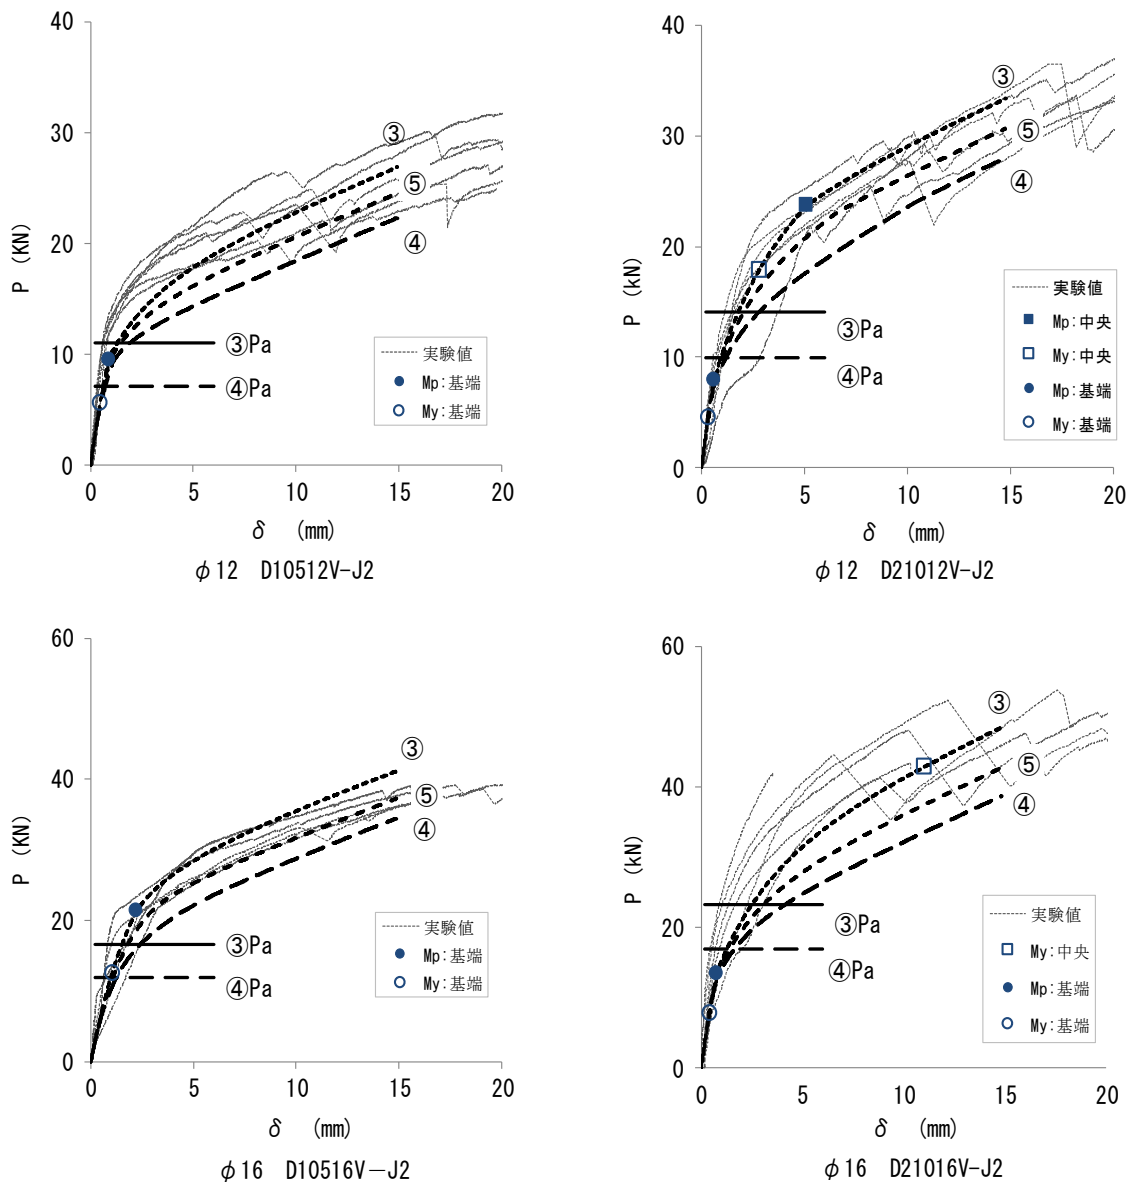 P (KN)
40
30
20
10
0
0 5 10 15 20
③
⑤
④
③Pa
④Pa
実験値
Mp:基端
My:基端
δ (mm)
φ12 D10512V-J2
P (kN)
40
30
20
10
0
0 5 10 15 20
③
⑤
④
③Pa
④Pa
実験値
Mp:中央
My:中央
Mp:基端
My:基端
δ (mm)
φ12 D21012V-J2
P (KN)
60
40
20
0
0 5 10 15 20
③
⑤
④
③Pa
④Pa
実験値
Mp:基端
My:基端
δ (mm)
φ16 D10516V-J2
P (kN)
60
40
20
0
0 5 10 15 20
③
⑤
④
③Pa
④Pa
実験値
My:中央
Mp:基端
My:基端
δ (mm)
φ16 D21016V-J2